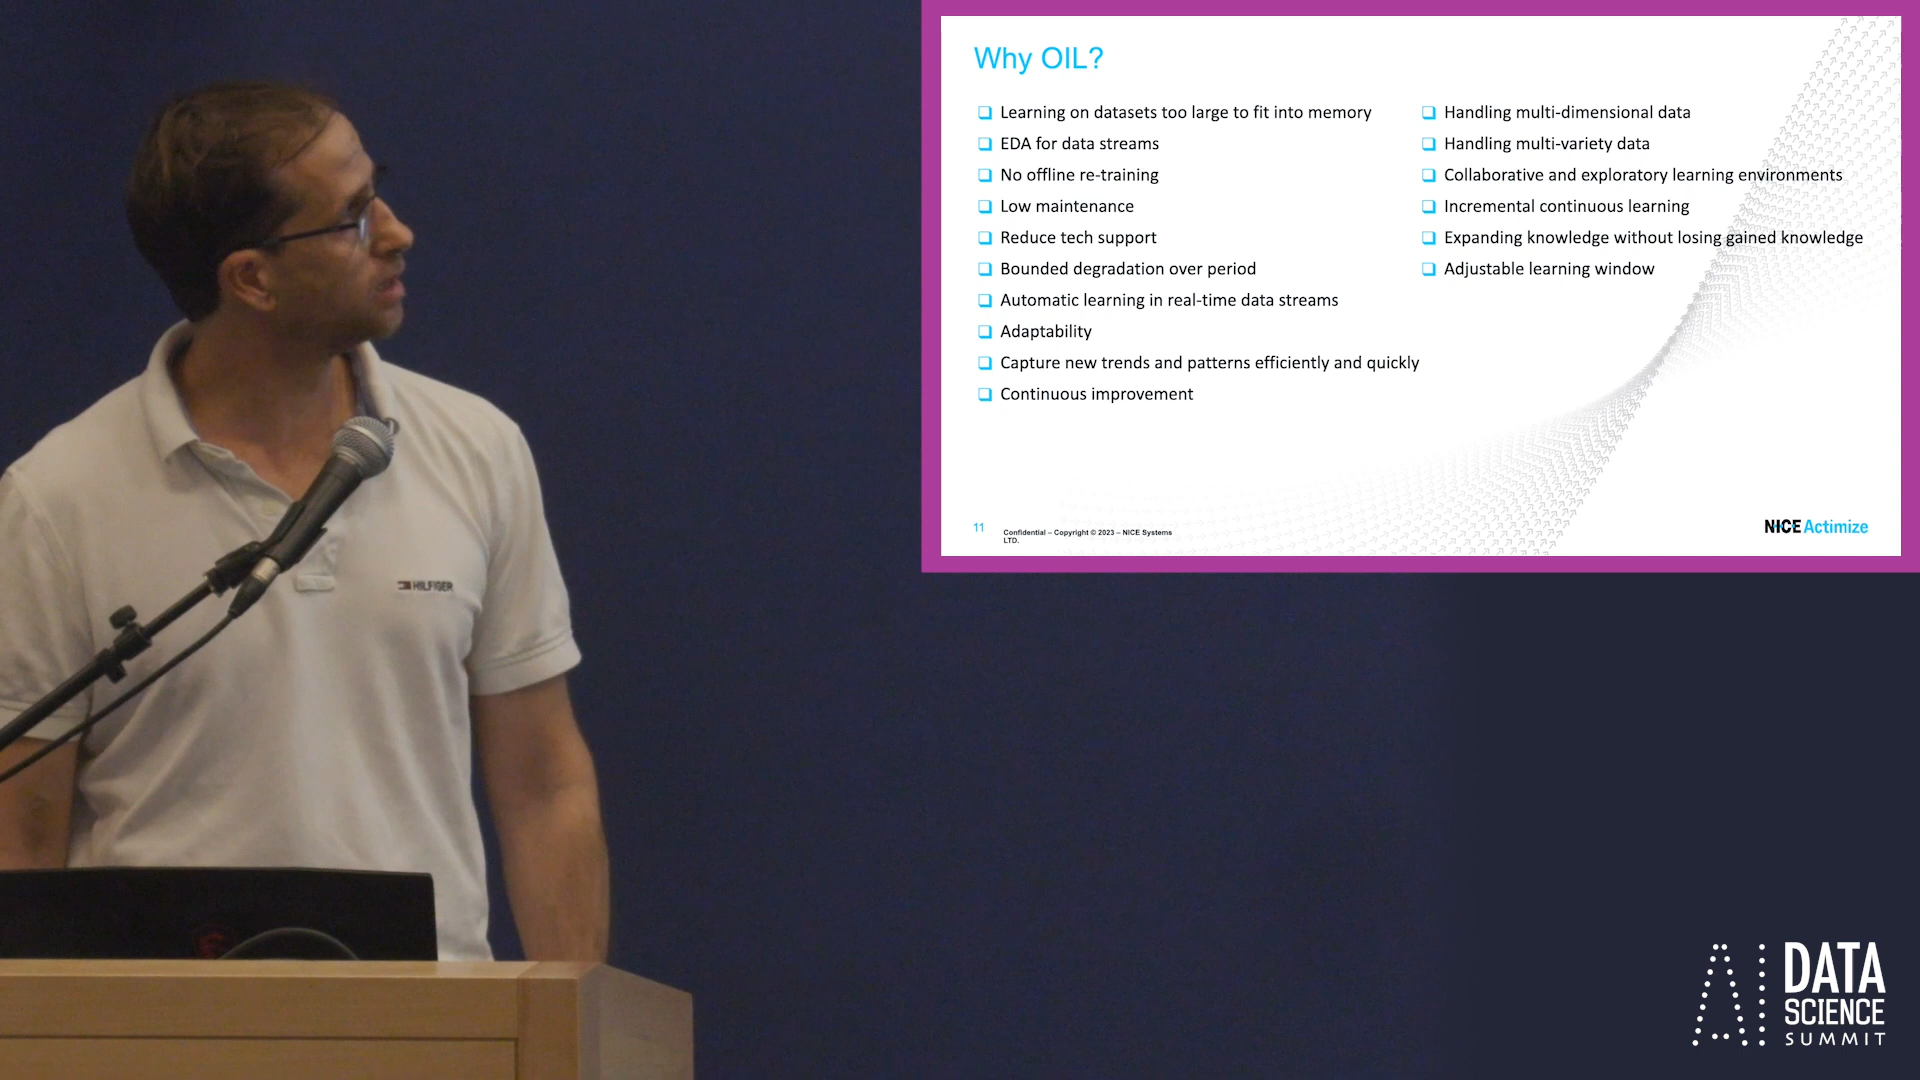 Why OIL?
❑ Learning on datasets too large to fit into memory
❑ EDA for data streams
❑ No offline re-training
❑ Low maintenance
❑ Reduce tech support
❑ Bounded degradation over period
❑ Automatic learning in real-time data streams
❑ Adaptability
❑ Capture new trends and patterns efficiently and quickly
❑ Continuous improvement
❑ Handling multi-dimensional data
❑ Handling multi-variety data
❑ Collaborative and exploratory learning environments
❑ Incremental continuous learning
❑ Expanding knowledge without losing gained knowledge
❑ Adjustable learning window
11
Confidential – Copyright © 2023 – NICE Systems
LTD.
NICE Actimize
HILFIGER
AI
DATA
SCIENCE
SUMMIT